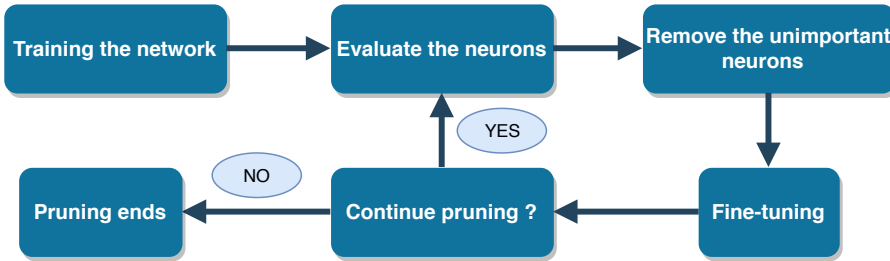 Training the network
Evaluate the neurons
Remove the unimportant
neurons
YES
NO
Pruning ends
Continue pruning ?
Fine-tuning